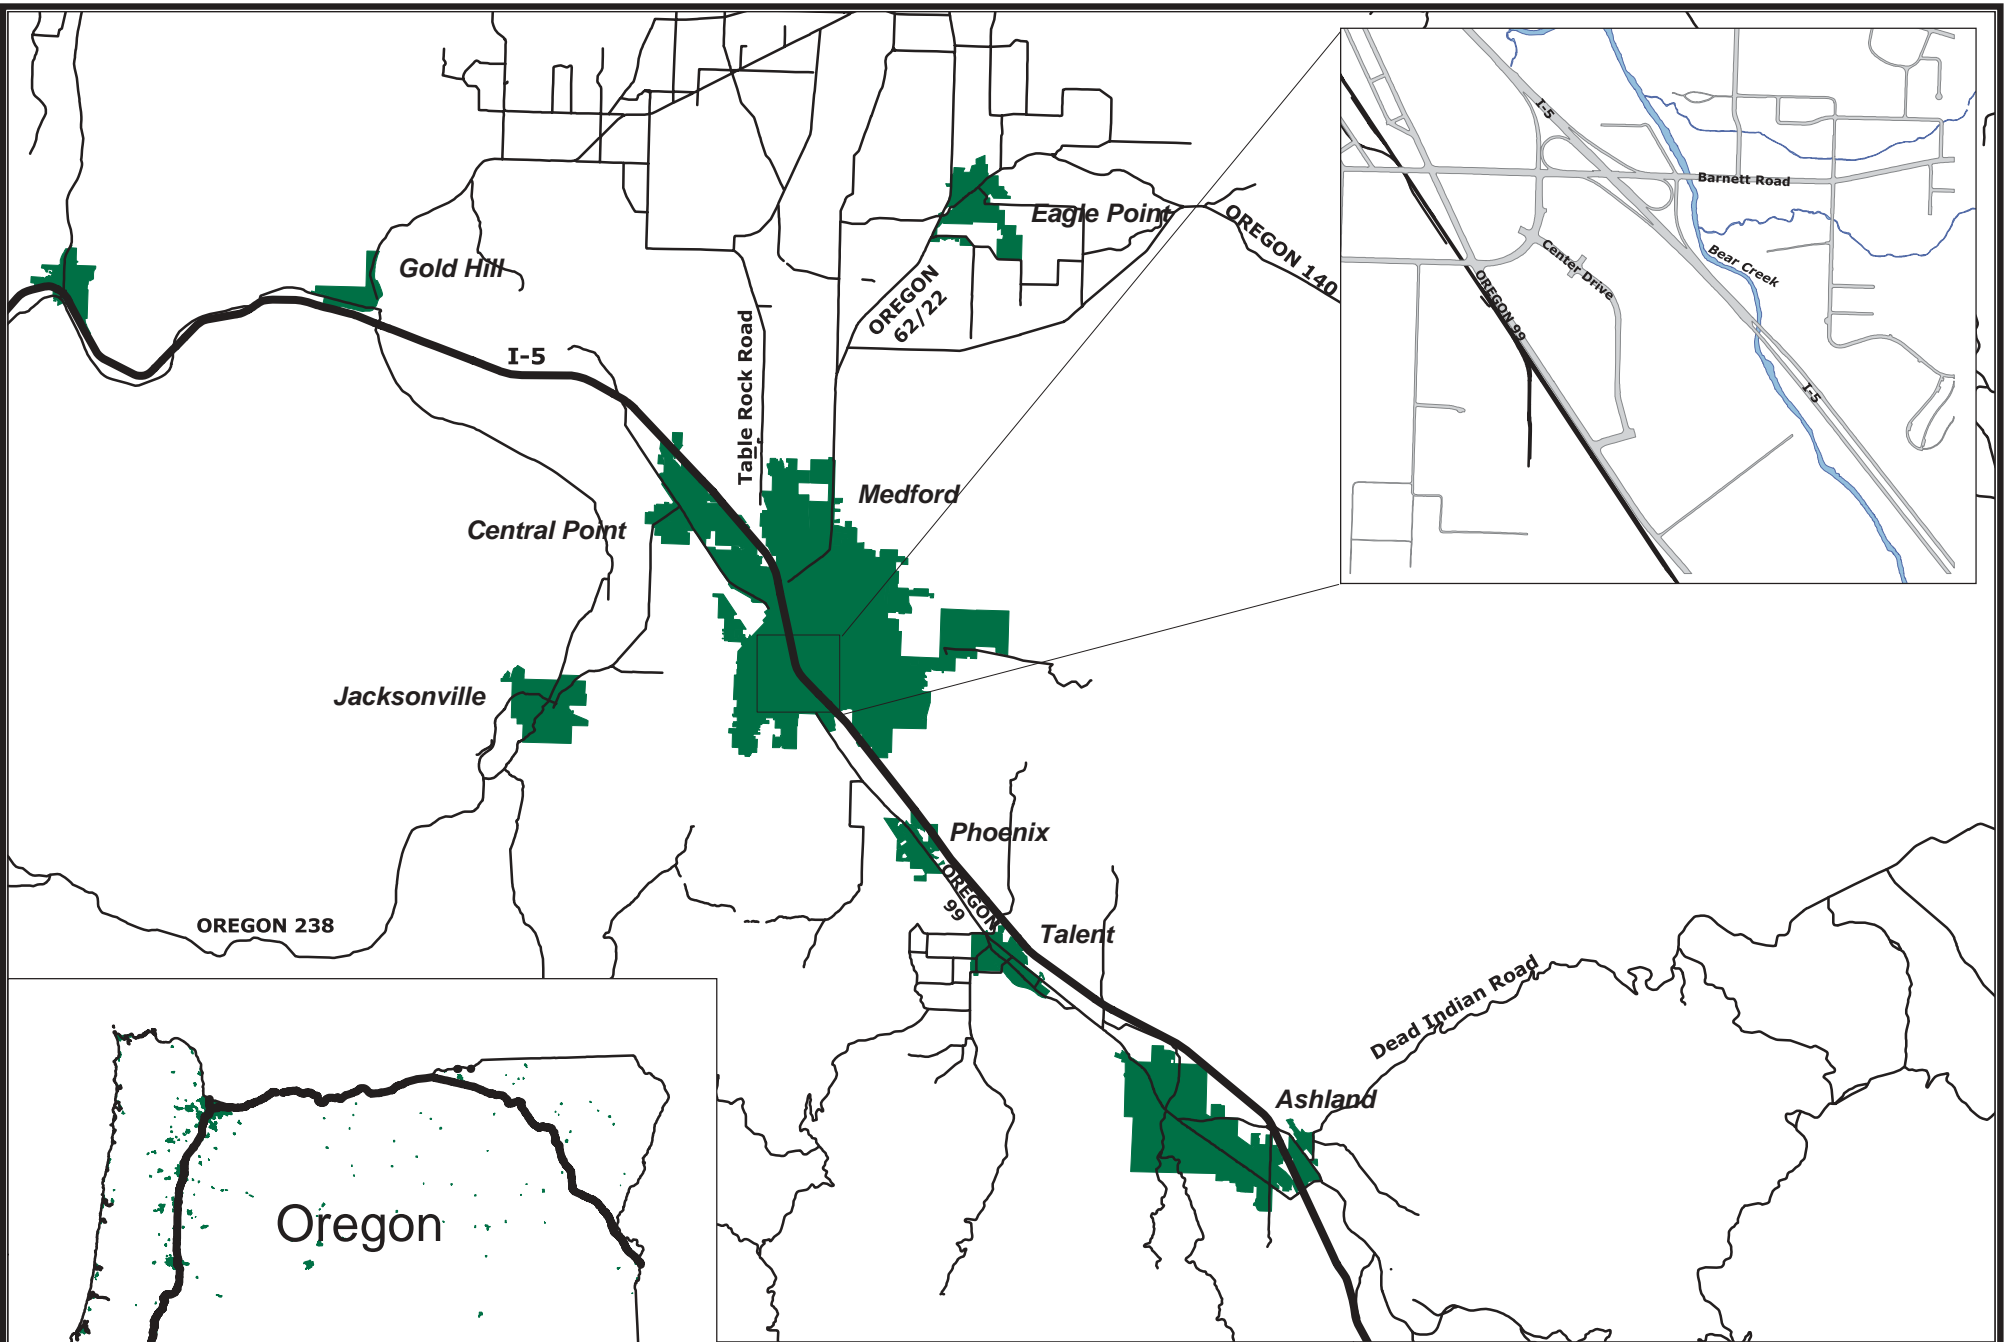 I-5
Barnett Road
Eagle Point
OREGON 140
Gold Hill
Bear Creek
Center Drive
OREGON
62/22
OREGON 99
I-5
Table Rock Road
I-5
Medford
Central Point
Jacksonville
Phoenix
OREGON
99
OREGON 238
Talent
Dead Indian Road
Ashland
Oregon